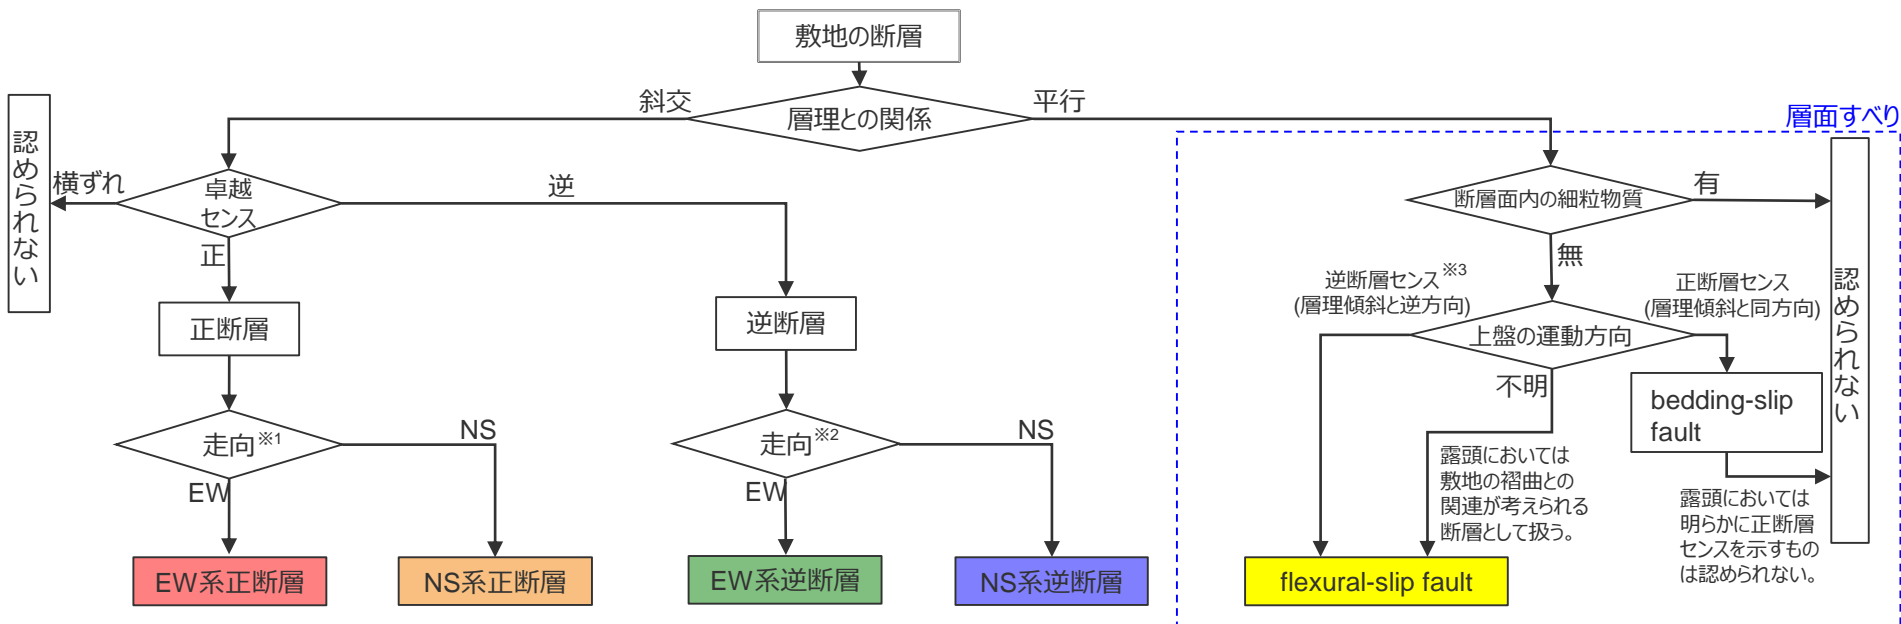 敷地の断層
層理との関係
斜交
平行
層面すべり
認められない
横ずれ
卓越
センス
逆
正
正断層
逆断層
走向※1
NS
EW
走向※2
NS
EW
EW系正断層
NS系正断層
EW系逆断層
NS系逆断層
断層面内の細粒物質
有
無
逆断層センス※3
(層理傾斜と逆方向)
正断層センス
(層理傾斜と同方向)
上盤の運動方向
不明
bedding-slip
fault
認められない
露頭においては
敷地の褶曲との
関連が考えられる
断層として扱う。
露頭においては
明らかに正断層
センスを示すもの
は認められない。
flexural-slip fault